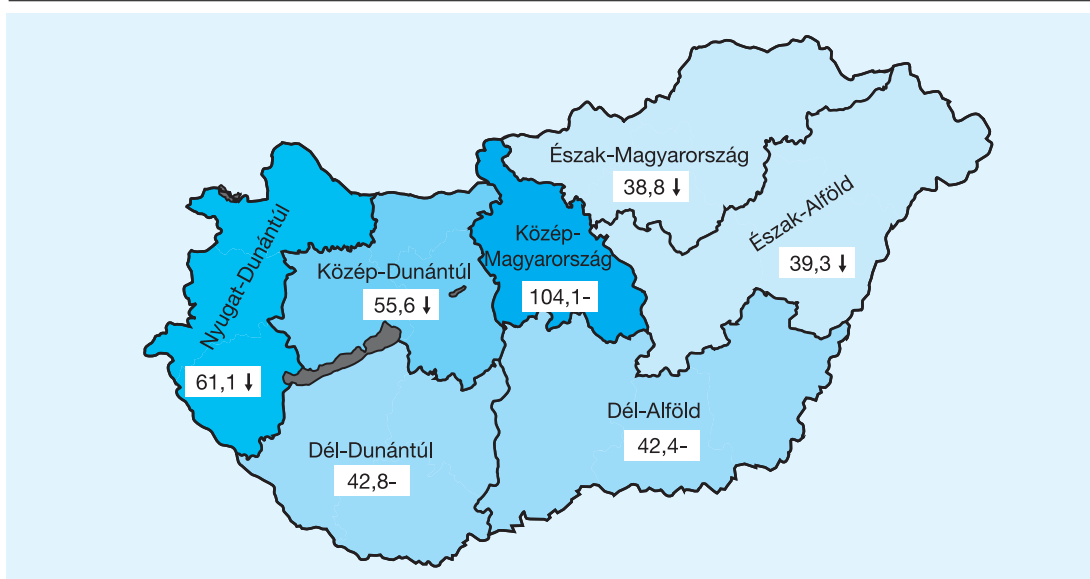 Észak-Magyarország
38,8 ↓
Észak-Alföld
39,3 ↓
Közép-
Magyarország
104,1-
Nyugat-Dunántúl
61,1 ↓
Közép-Dunántúl
55,6 ↓
Dél-Dunántúl
42,8-
Dél-Alföld
42,4-